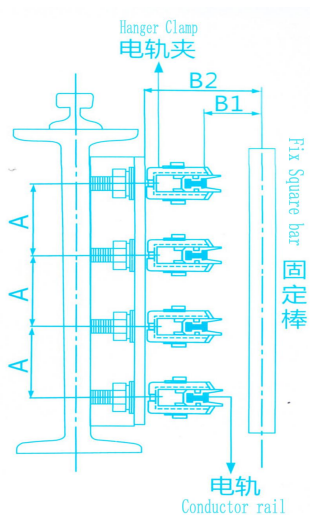 Hanger Clamp
电轨夹
B2
B1
Fix Square bar
固定棒
A
A
A
电轨
Conductor rail